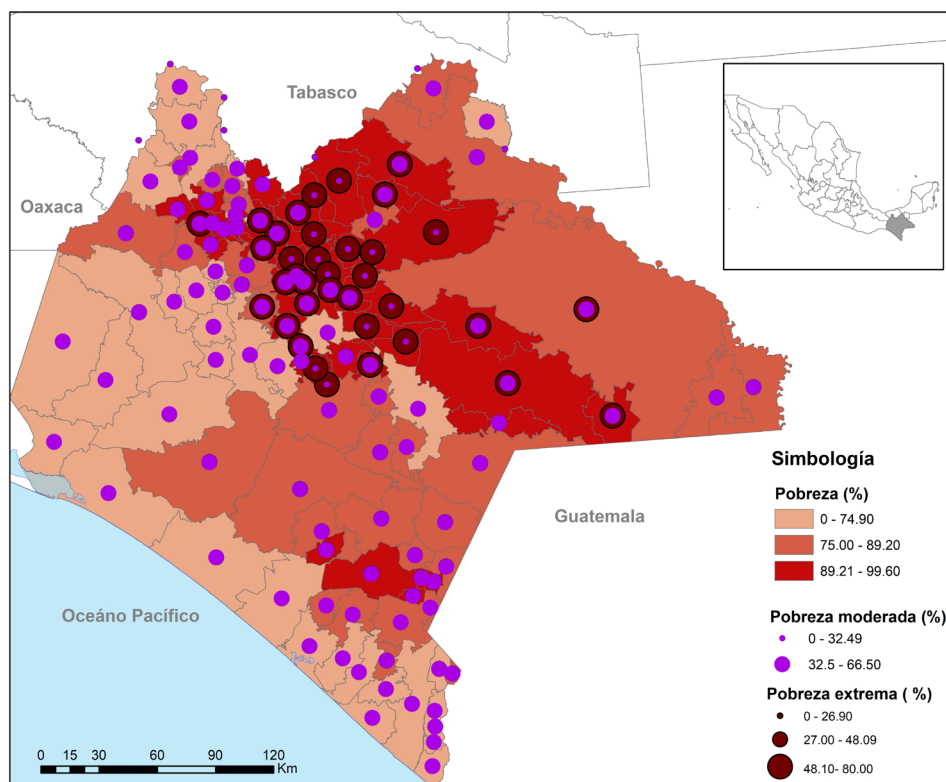 Tabasco
Oaxaca
Guatemala
Oceáno Pacífico
Simbología
Pobreza (%)
0 - 74.90
75.00 - 89.20
89.21 - 99.60
Pobreza moderada (%)
0 - 32.49
32.5 - 66.50
Pobreza extrema ( %)
0 - 26.90
27.00 - 48.09
48.10- 80.00
0 15 30 60 90 120
Km